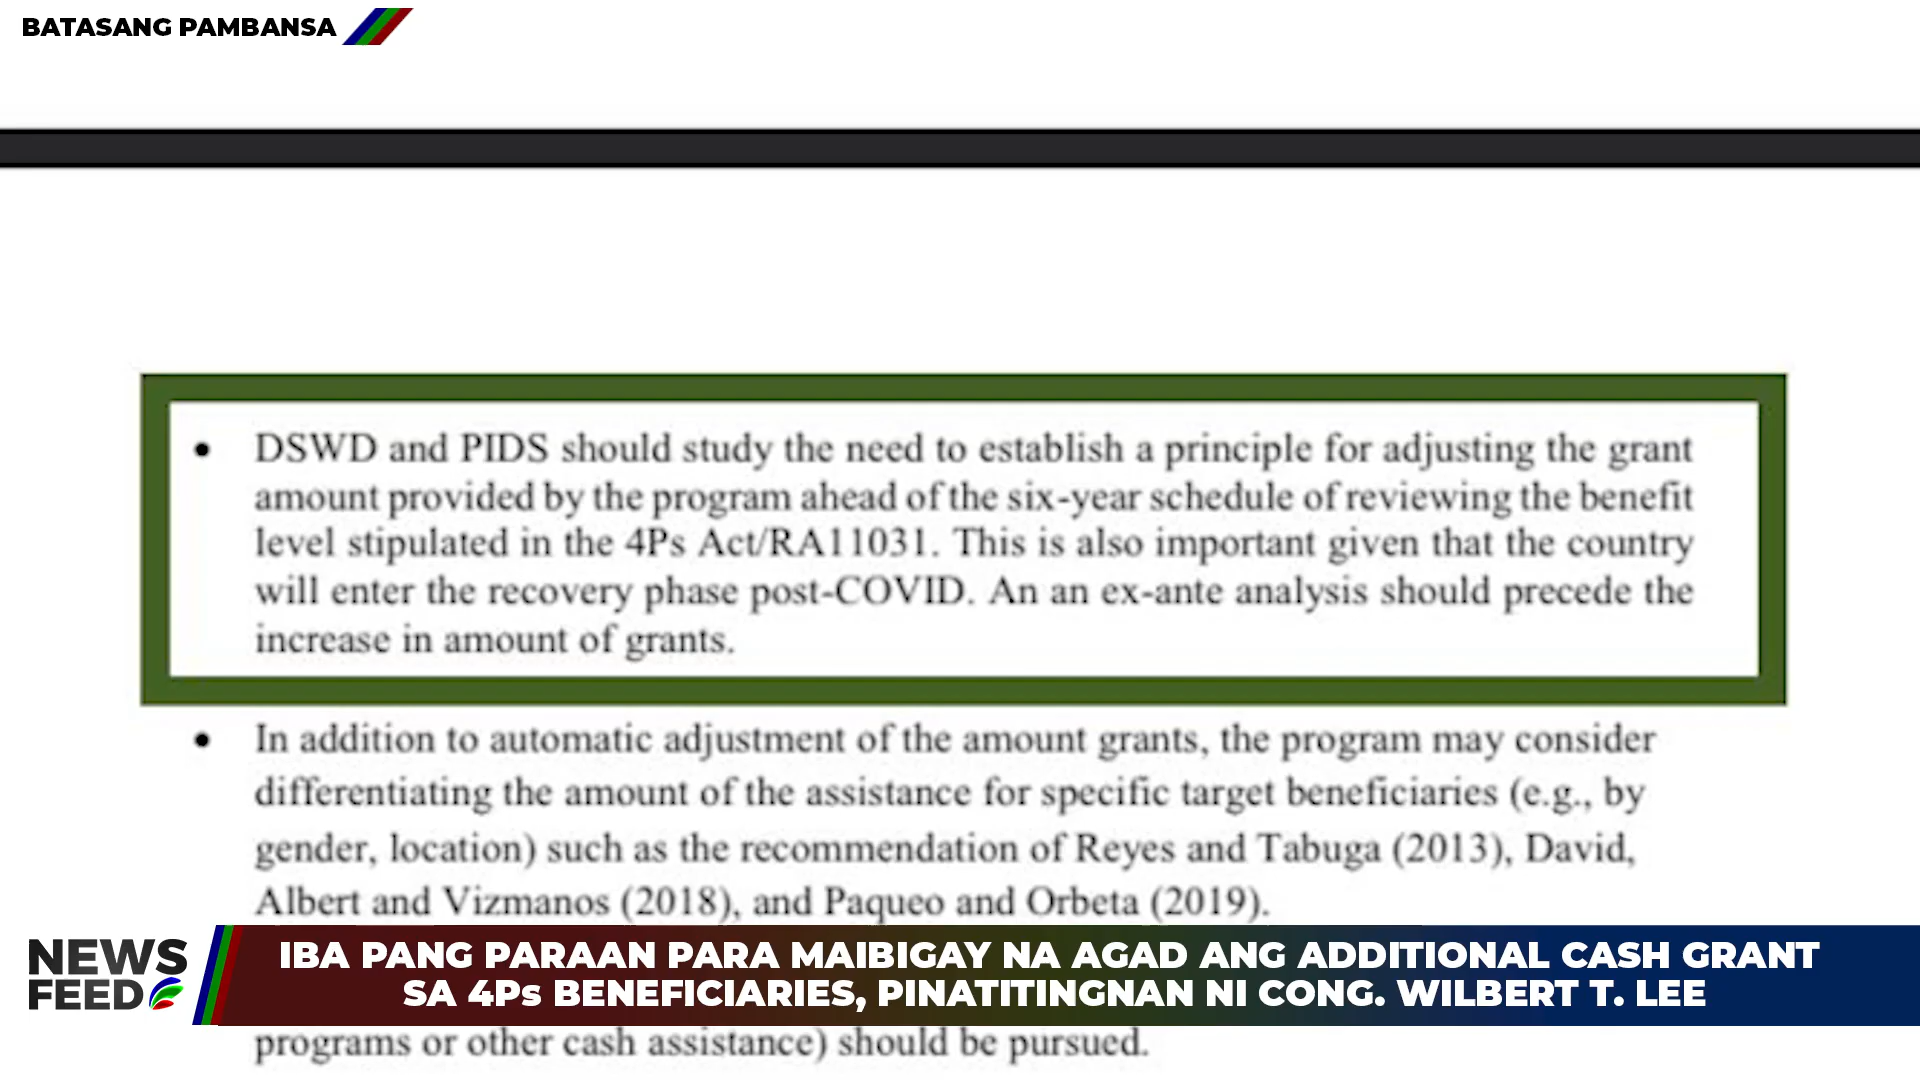 BATASANG PAMBANSA
• DSWD and PIDS should study the need to establish a principle for adjusting the grant
amount provided by the program ahead of the six-year schedule of reviewing the benefit
level stipulated in the 4Ps Act/RA11031. This is also important given that the country
will enter the recovery phase post-COVID. An an ex-ante analysis should precede the
increase in amount of grants.
• In addition to automatic adjustment of the amount grants, the program may consider
differentiating the amount of the assistance for specific target beneficiaries (e.g., by
gender, location) such as the recommendation of Reyes and Tabuga (2013), David,
Albert and Vizmanos (2018), and Paqueo and Orbeta (2019).
NEWS
FEED
IBA PANG PARAAN PARA MAIBIGAY NA AGAD ANG ADDITIONAL CASH GRANT
SA 4Ps BENEFICIARIES, PINATITINGNAN NI CONG. WILBERT T. LEE
programs or other cash assistance) should be pursued.